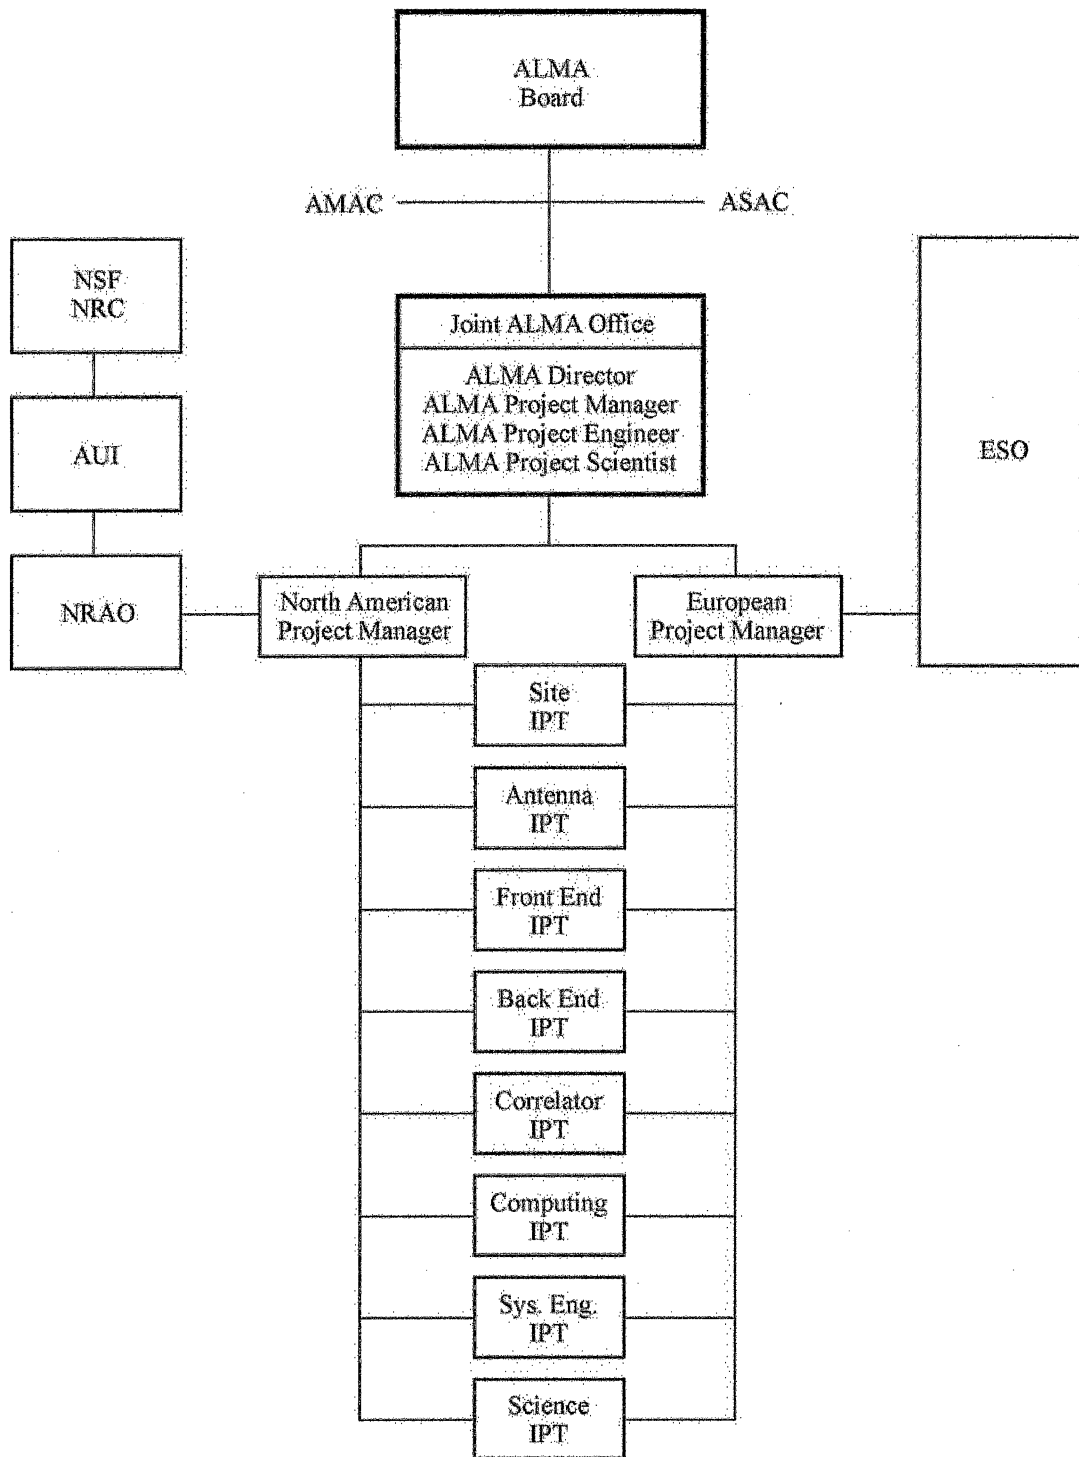 ALMA
Board
AMAC
ASAC
NSF
NRC
Joint ALMA Office
ALMA Director
ALMA Project Manager
ALMA Project Engineer
ALMA Project Scientist
AUI
ESO
NRAO
North American
Project Manager
European
Project Manager
Site
IPT
Antenna
IPT
Front End
IPT
Back End
IPT
Correlator
IPT
Computing
IPT
Sys. Eng.
IPT
Science
IPT